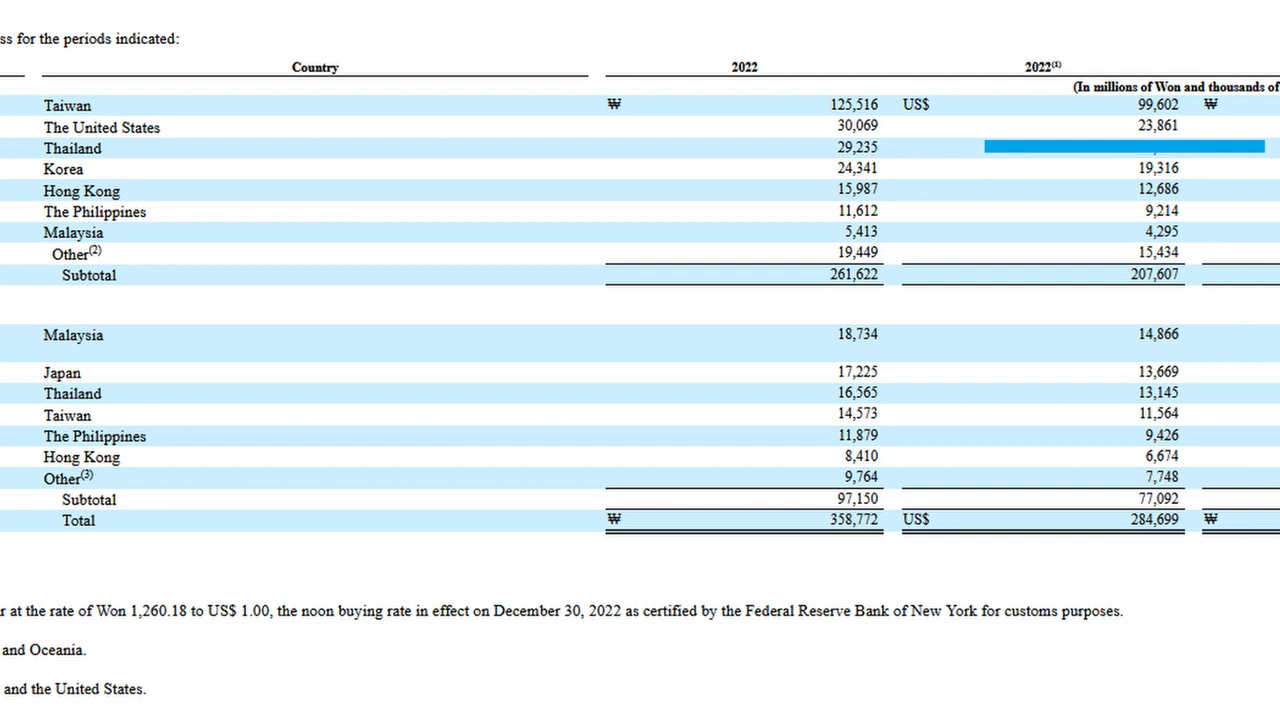 ss for the periods indicated:
Country 2022 2022(1)
(In millions of Won and thousands of
Taiwan ₩ 125,516 US$ 99,602 ₩
The United States 30,069 23,861
Thailand 29,235
Korea 24,341 19,316
Hong Kong 15,987 12,686
The Philippines 11,612 9,214
Malaysia 5,413 4,295
Other(2) 19,449 15,434
Subtotal 261,622 207,607
Malaysia 18,734 14,866
Japan 17,225 13,669
Thailand 16,565 13,145
Taiwan 14,573 11,564
The Philippines 11,879 9,426
Hong Kong 8,410 6,674
Other(3) 9,764 7,748
Subtotal 97,150 77,092
Total ₩ 358,772 US$ 284,699 ₩
r at the rate of Won 1,260.18 to US$ 1.00, the noon buying rate in effect on December 30, 2022 as certified by the Federal Reserve Bank of New York for customs purposes.
and Oceania.
and the United States.